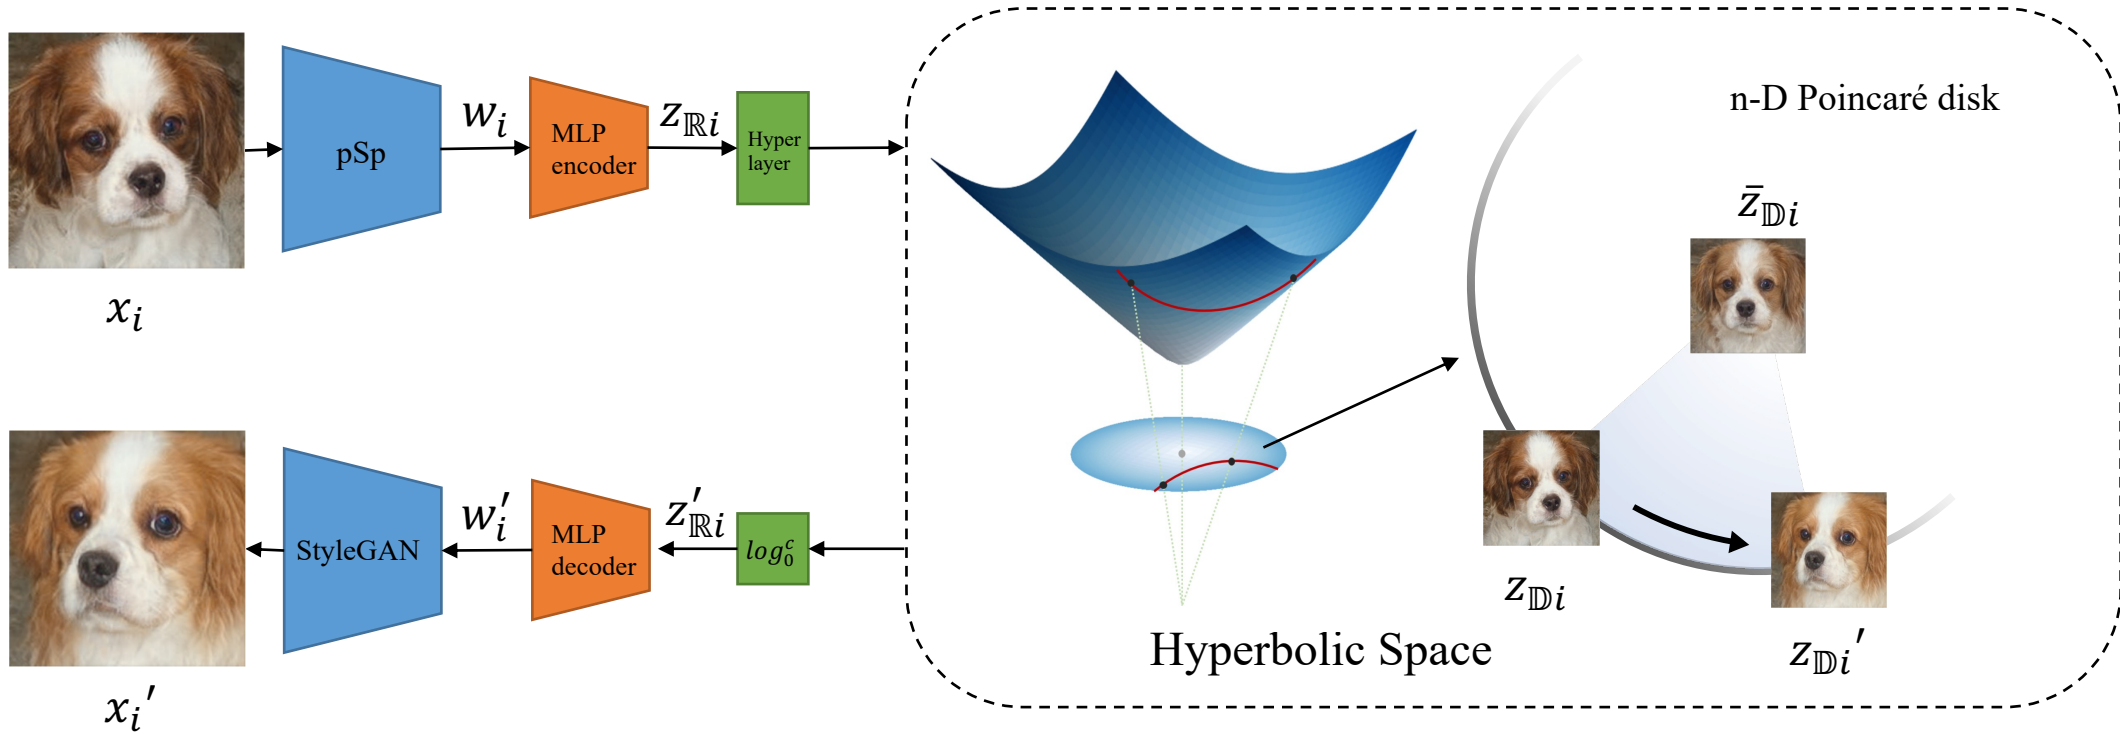 pSp
w_i
MLP
encoder
z_ℝi
Hyper
layer
x_i
n-D Poincaré disk
z̄_𝔻i
StyleGAN
w_i′
MLP
decoder
z_ℝi′
log_0^c
x_i′
z_𝔻i
z_𝔻i′
Hyperbolic Space